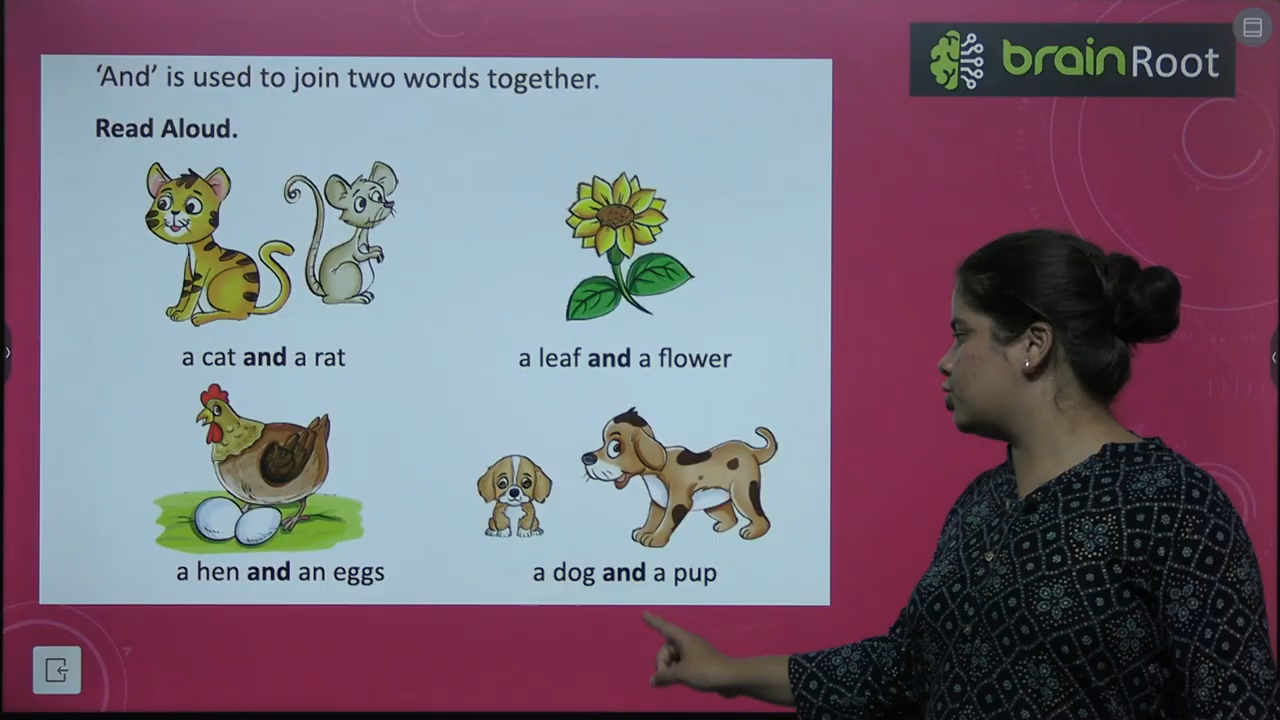 ‘And’ is used to join two words together.
Read Aloud.
a cat and a rat
a leaf and a flower
a hen and an eggs
a dog and a pup
brainRoot